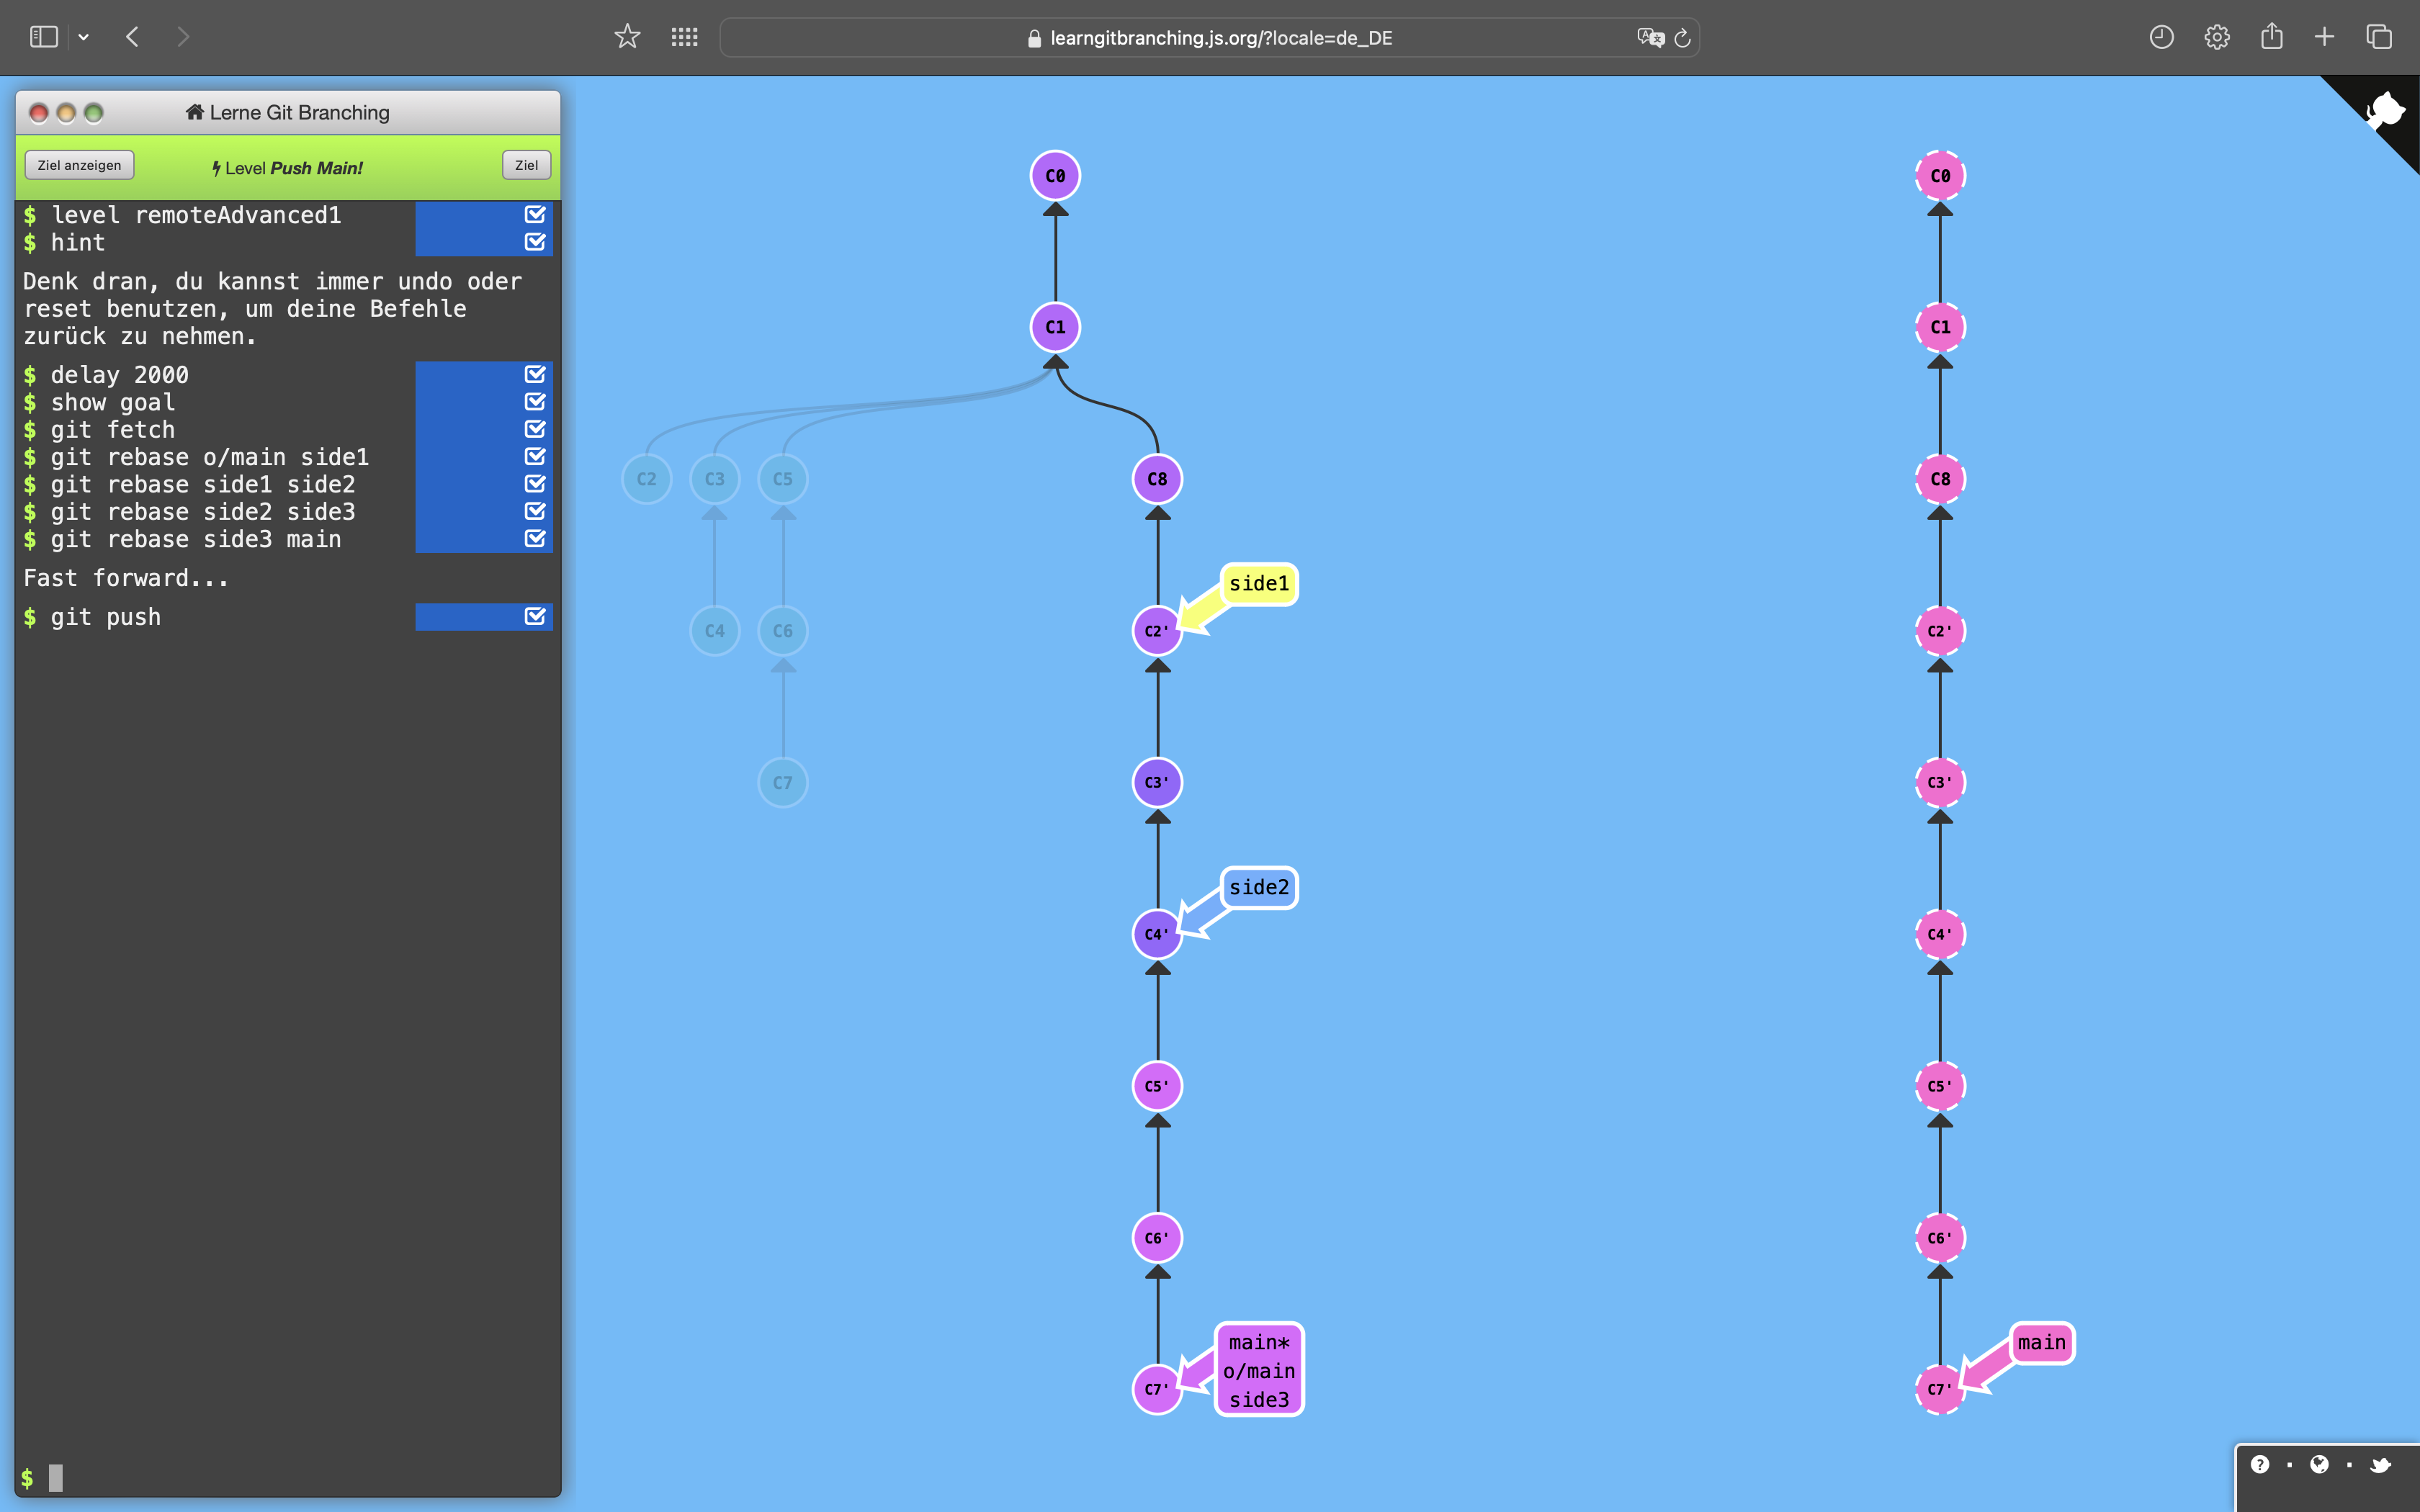 learngitbranching.js.org/?locale=de_DE
Lerne Git Branching
Ziel anzeigen
Level Push Main!
Ziel
$ level remoteAdvanced1
$ hint
Denk dran, du kannst immer undo oder
reset benutzen, um deine Befehle
zurück zu nehmen.
$ delay 2000
$ show goal
$ git fetch
$ git rebase o/main side1
$ git rebase side1 side2
$ git rebase side2 side3
$ git rebase side3 main
Fast forward...
$ git push
$
C0
C1
C2
C3
C5
C8
C4
C6
C2'
side1
C7
C3'
C4'
side2
C5'
C6'
C7'
main*
o/main
side3
C0
C1
C8
C2'
C3'
C4'
C5'
C6'
C7'
main